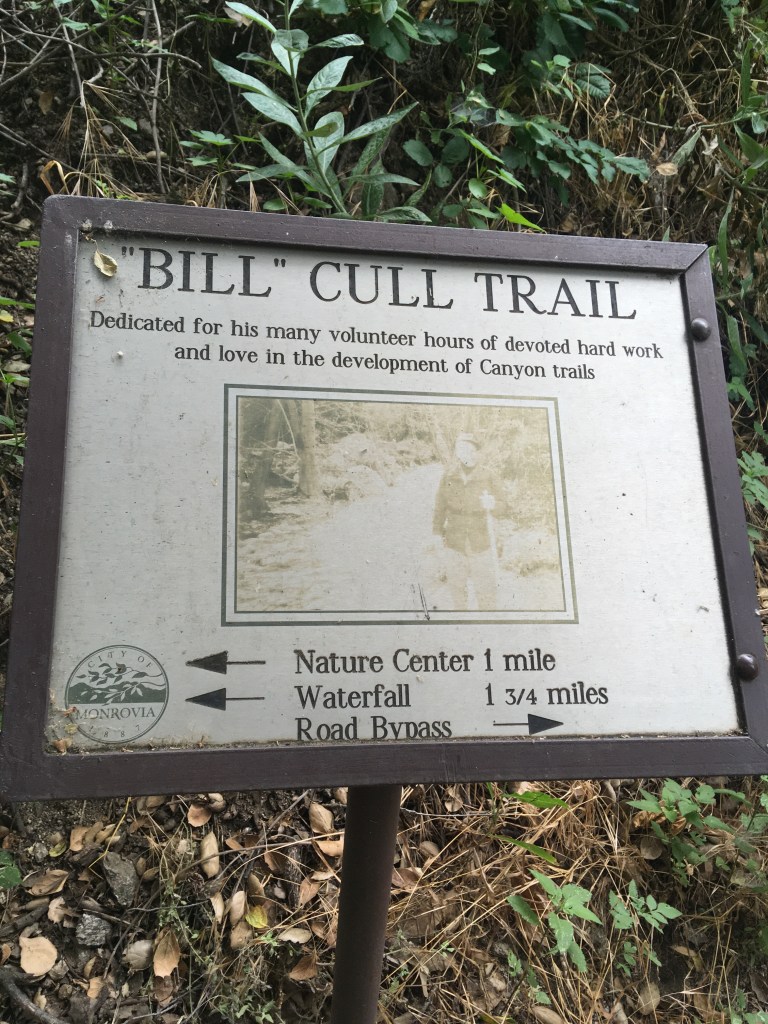 "BILL" CULL TRAIL
Dedicated for his many volunteer hours of devoted hard work
and love in the development of Canyon trails
Nature Center 1 mile
Waterfall 1 3/4 miles
Road Bypass
CITY OF
MONROVIA
1887